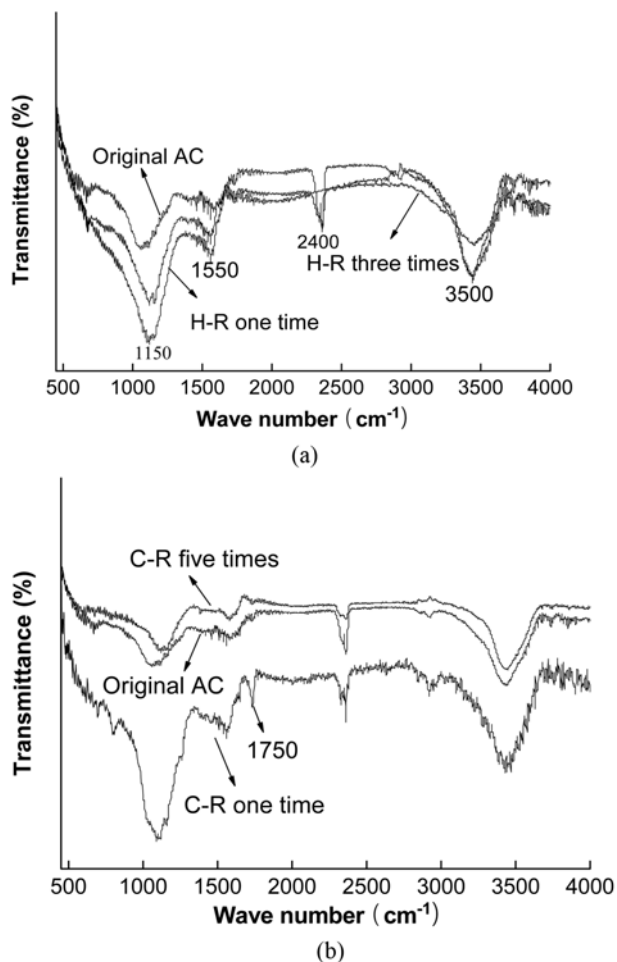 Transmittance (%)
Original AC
2400
1550
H-R three times
3500
H-R one time
1150
500 1000 1500 2000 2500 3000 3500 4000
Wave number (cm-1)
(a)
Transmittance (%)
C-R five times
Original AC
1750
C-R one time
500 1000 1500 2000 2500 3000 3500 4000
Wave number (cm-1)
(b)